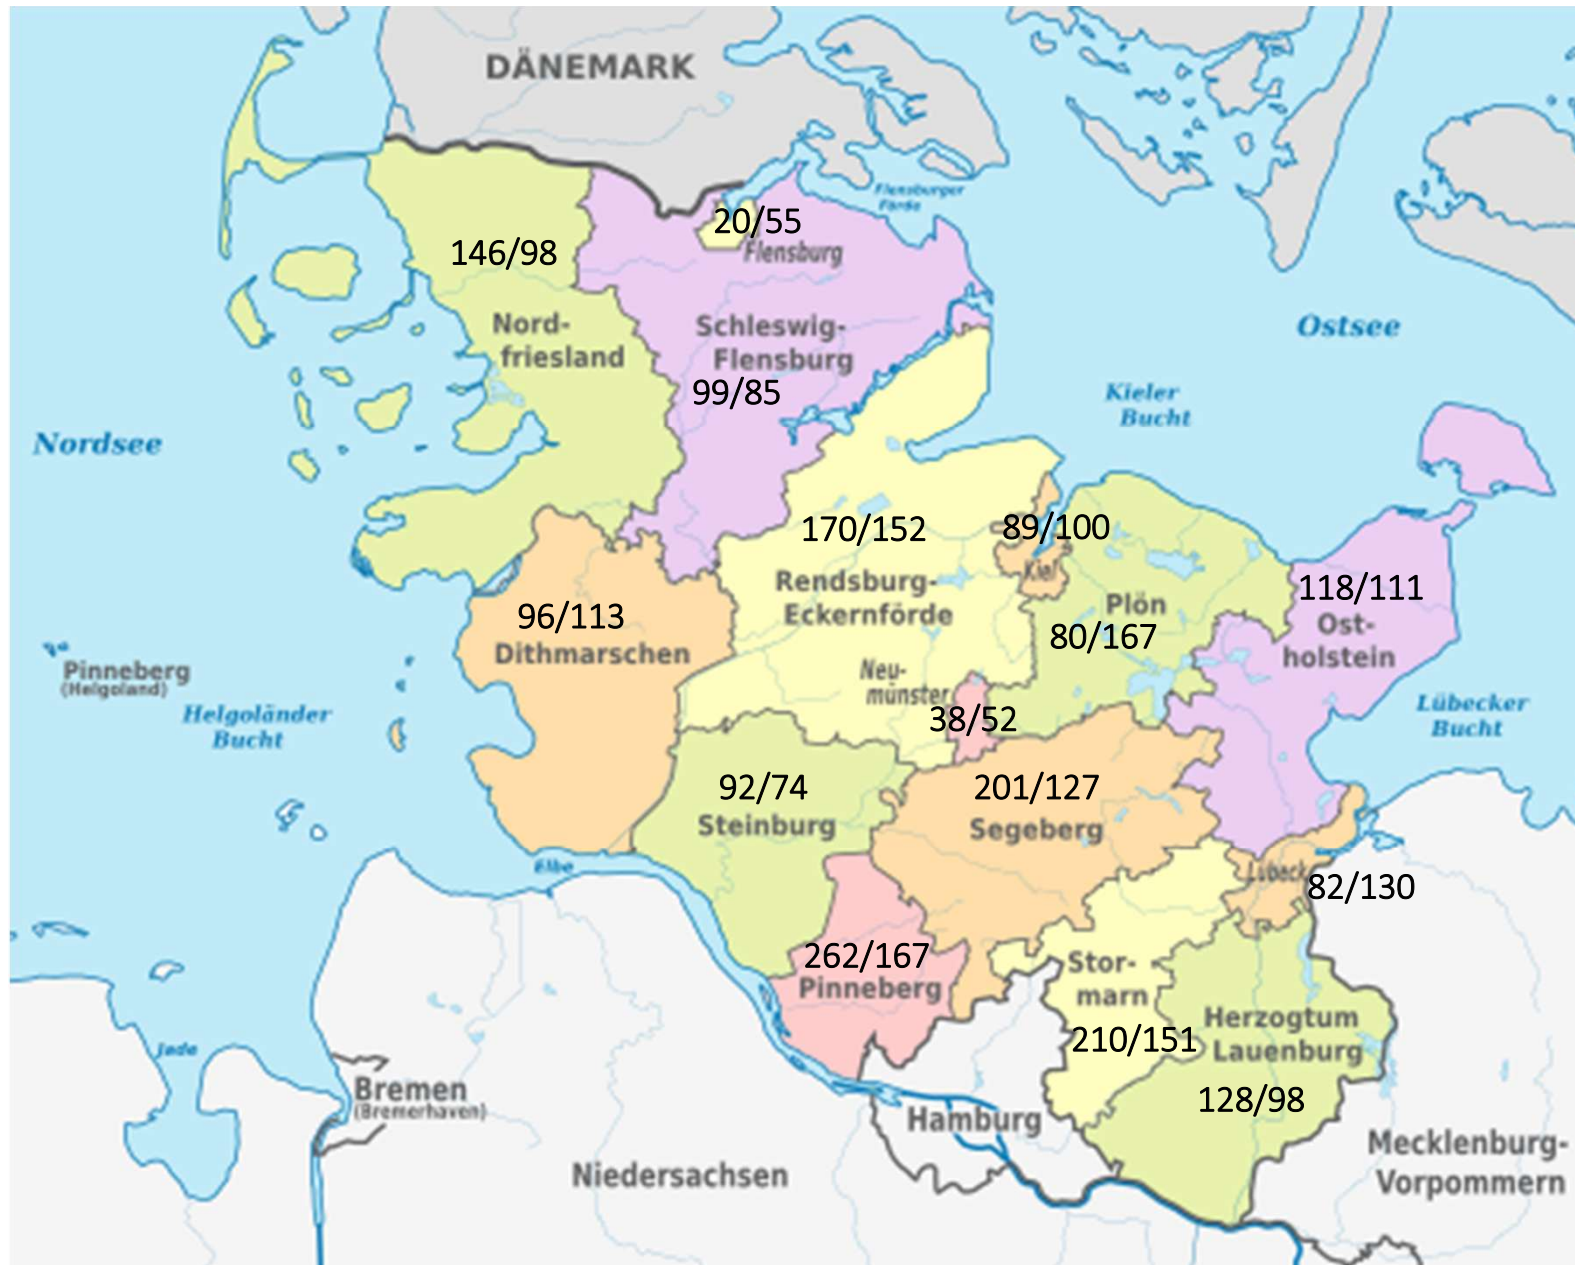 DÄNEMARK
Flensburger
Förde
20/55
Flensburg
146/98
Nord-
friesland
Schleswig-
Flensburg
99/85
Ostsee
Kieler
Bucht
Nordsee
170/152
89/100
Kiel
Rendsburg-
Eckernförde
Plön
80/167
118/111
Ost-
holstein
96/113
Dithmarschen
Pinneberg
(Helgoland)
Helgoländer
Bucht
Neu-
münster
38/52
Lübecker
Bucht
92/74
Steinburg
201/127
Segeberg
Elbe
Lübeck
82/130
262/167
Pinneberg
Stor-
marn
210/151
Herzogtum
Lauenburg
128/98
Jade
Bremen
(Bremerhaven)
Hamburg
Niedersachsen
Mecklenburg-
Vorpommern